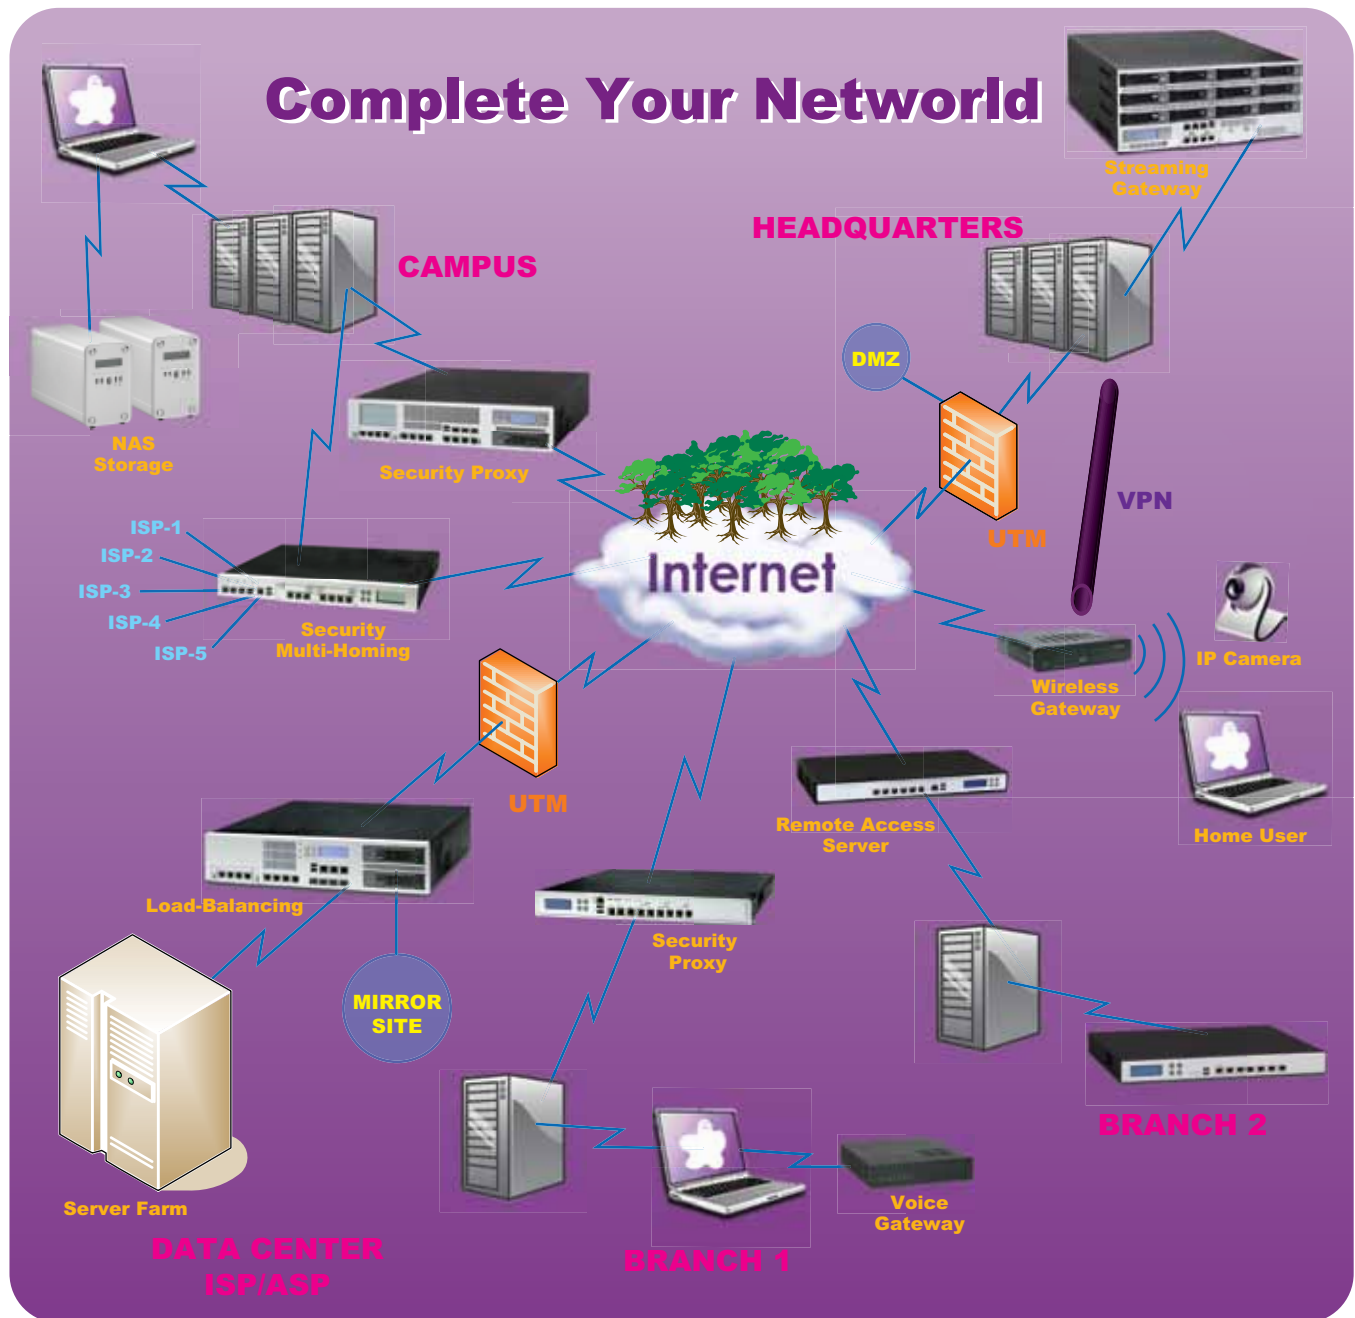 Complete Your Networld
Streaming
Gateway
HEADQUARTERS
CAMPUS
DMZ
NAS
Storage
Security Proxy
VPN
UTM
ISP-1
ISP-2
ISP-3
ISP-4
ISP-5
Internet
Security
Multi-Homing
IP Camera
Wireless
Gateway
UTM
Remote Access
Server
Home User
Load-Balancing
Security
Proxy
MIRROR
SITE
BRANCH 2
Server Farm
Voice
Gateway
DATA CENTER
ISP/ASP
BRANCH 1